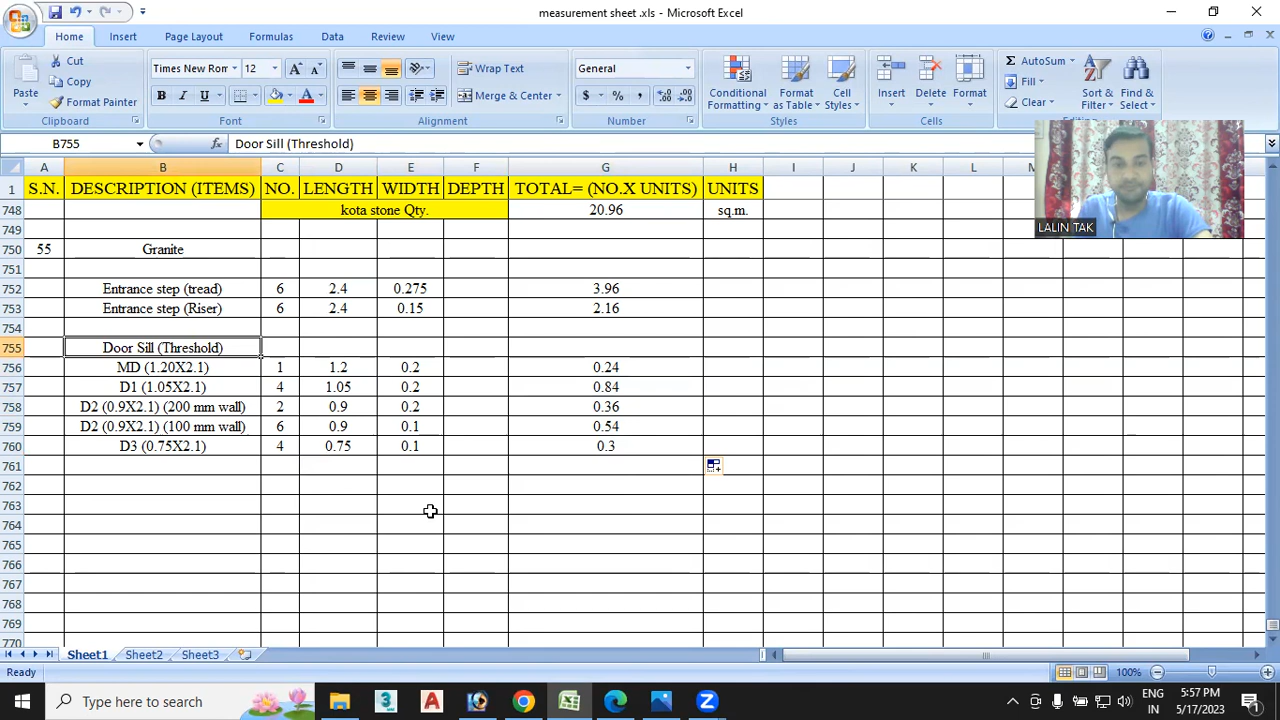 measurement sheet .xls - Microsoft Excel
Home Insert Page Layout Formulas Data Review View
Paste
Cut
Copy
Format Painter
Clipboard
Times New Rom 12
B I U
Font
Wrap Text
Merge & Center
Alignment
General
$ % ,
Number
Conditional Formatting
Format as Table
Cell Styles
Styles
Insert
Delete
Format
Cells
Σ AutoSum
Fill
Clear
Sort & Filter
Find & Select
B755 fx Door Sill (Threshold)
A B C D E F G H I J K L M
1 S.N. DESCRIPTION (ITEMS) NO. LENGTH WIDTH DEPTH TOTAL= (NO.X UNITS) UNITS
748 kota stone Qty. 20.96 sq.m.
749
750 55 Granite
751
752 Entrance step (tread) 6 2.4 0.275 3.96
753 Entrance step (Riser) 6 2.4 0.15 2.16
754
755 Door Sill (Threshold)
756 MD (1.20X2.1) 1 1.2 0.2 0.24
757 D1 (1.05X2.1) 4 1.05 0.2 0.84
758 D2 (0.9X2.1) (200 mm wall) 2 0.9 0.2 0.36
759 D2 (0.9X2.1) (100 mm wall) 6 0.9 0.1 0.54
760 D3 (0.75X2.1) 4 0.75 0.1 0.3
761
762
763
764
765
766
767
768
769
770
LALIN TAK
Sheet1 Sheet2 Sheet3
Ready 100%
Type here to search
ENG
IN
5:57 PM
5/17/2023